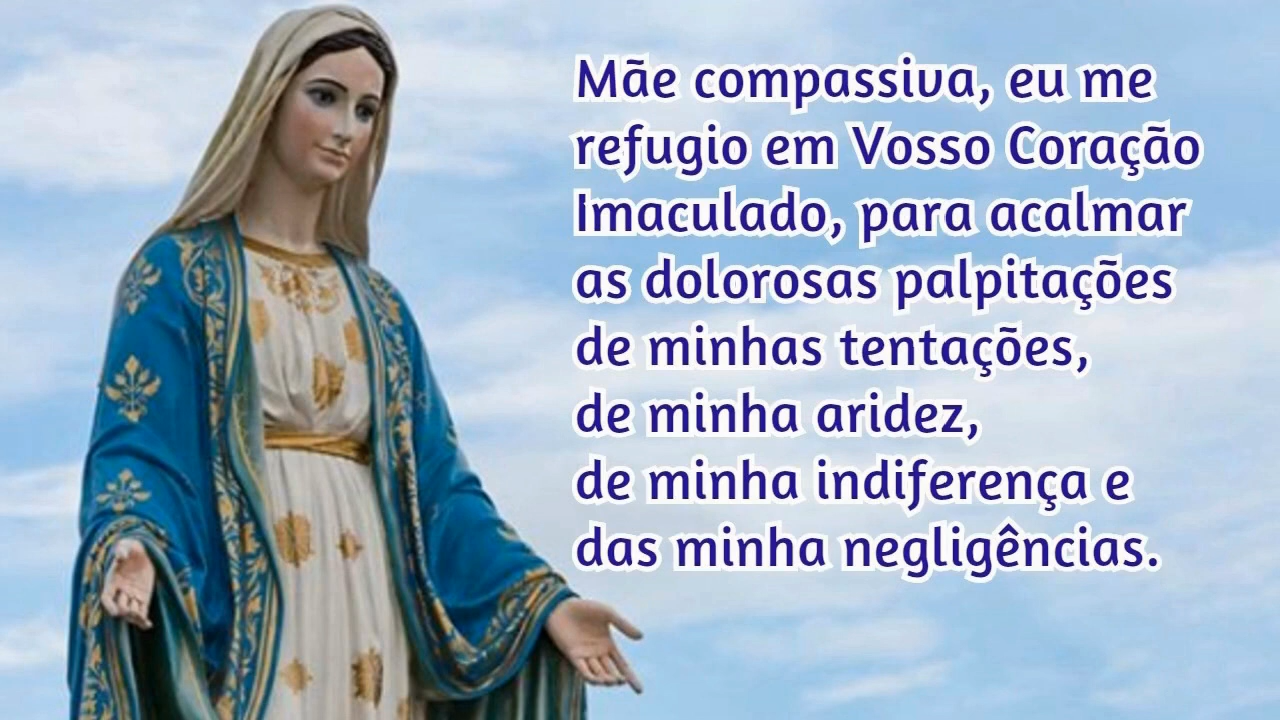 Mãe compassiva, eu me
refugio em Vosso Coração
Imaculado, para acalmar
as dolorosas palpitações
de minhas tentações,
de minha aridez,
de minha indiferença e
das minha negligências.